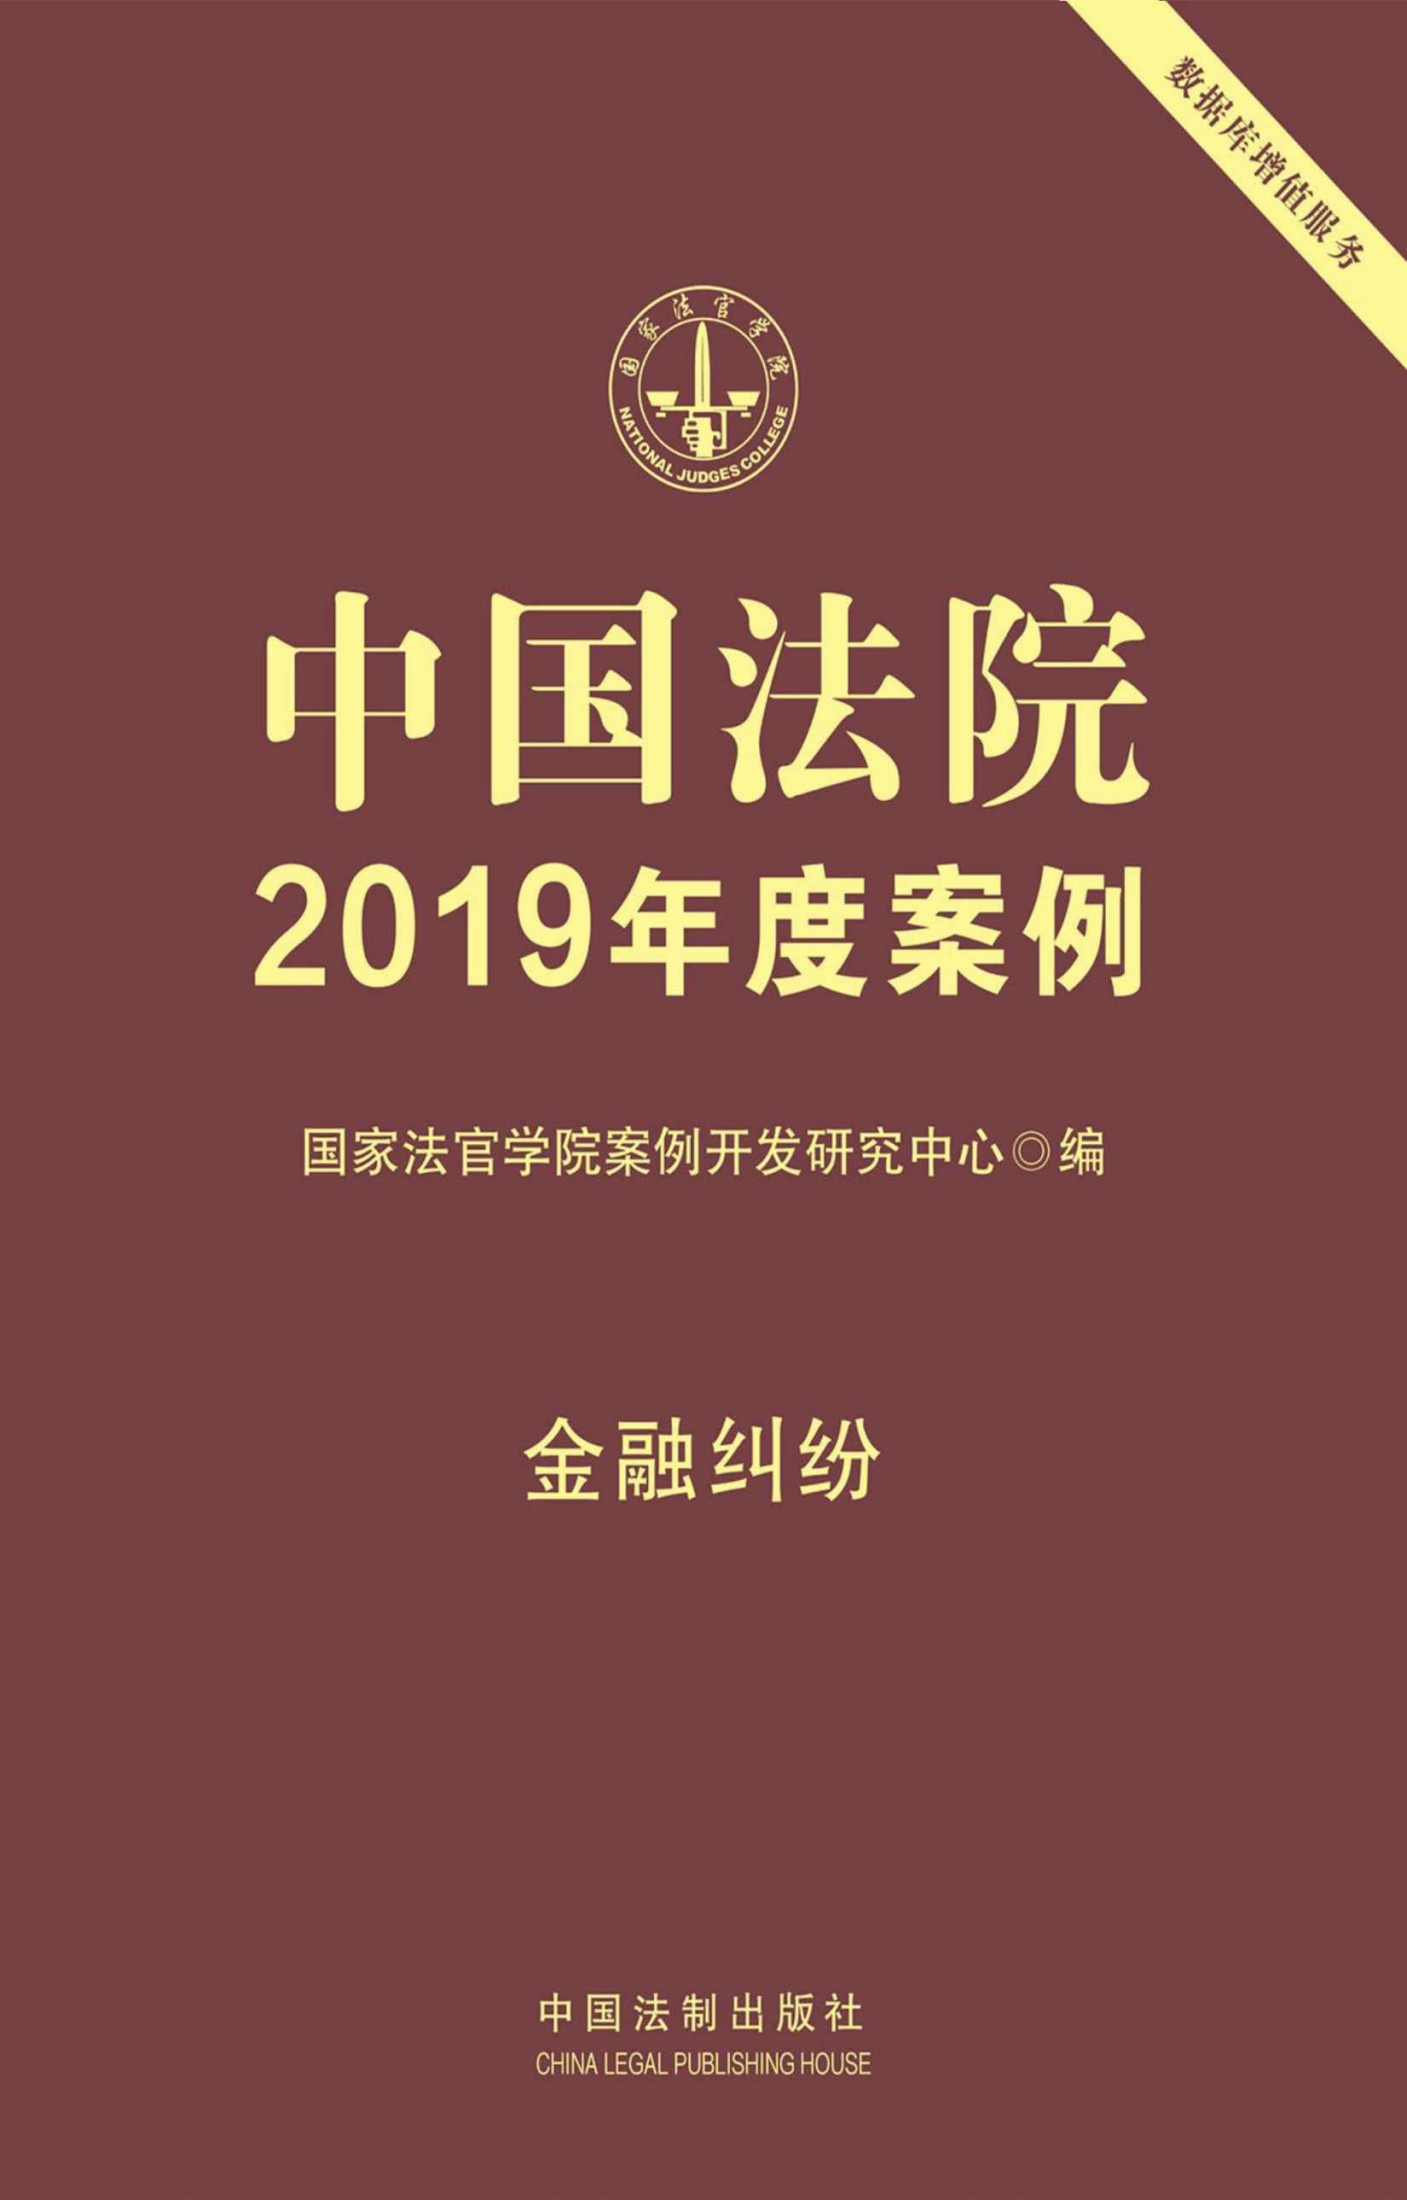 数据库增值服务
国家法官学院
NATIONAL JUDGES COLLEGE
中国法院
2019年度案例
国家法官学院案例开发研究中心◎编
金融纠纷
中国法制出版社
CHINA LEGAL PUBLISHING HOUSE